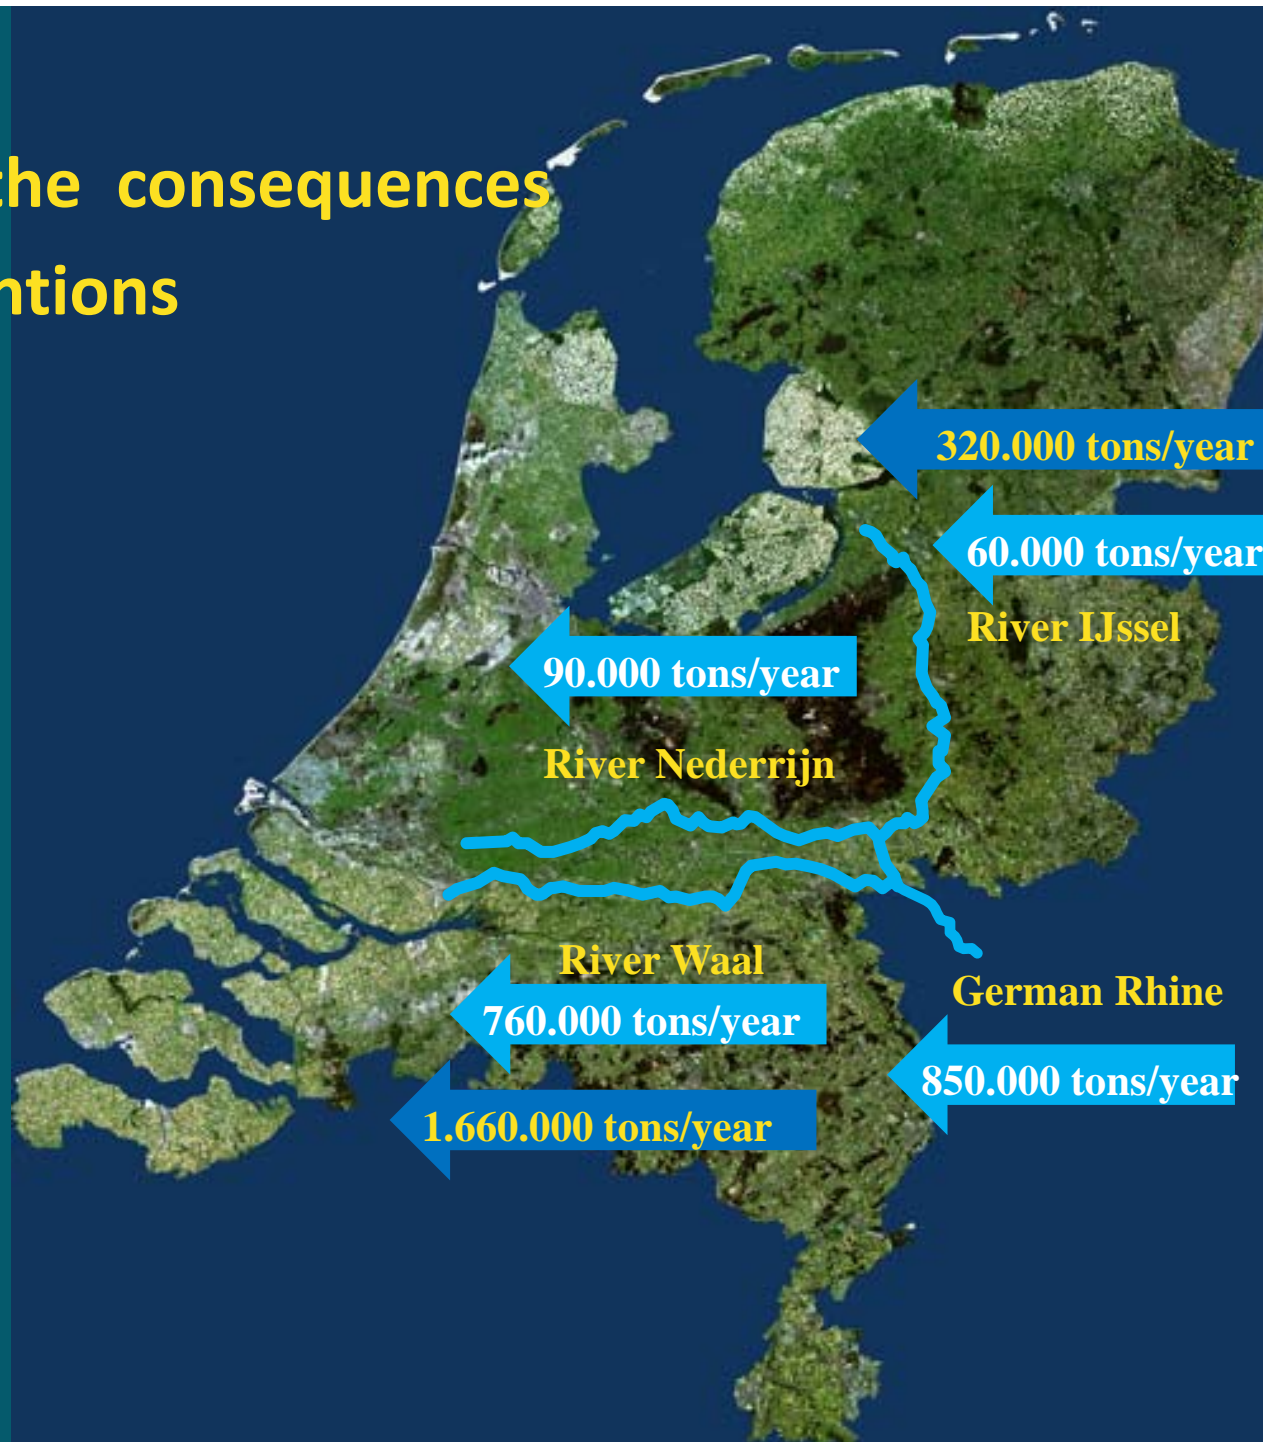 the consequences
ntions
320.000 tons/year
60.000 tons/year
River IJssel
90.000 tons/year
River Nederrijn
River Waal
German Rhine
760.000 tons/year
850.000 tons/year
1.660.000 tons/year